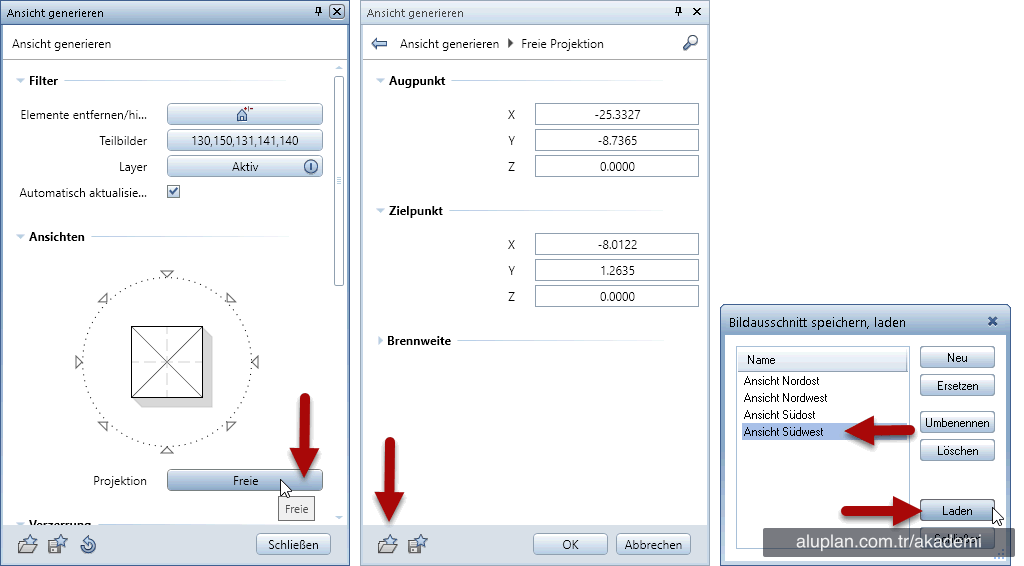 Ansicht generieren
Ansicht generieren
Filter
Elemente entfernen/hi...
Teilbilder 130,150,131,141,140
Layer Aktiv
Automatisch aktualisie...
Ansichten
Projektion Freie
Freie
Verzerrung
Schließen
Ansicht generieren
Ansicht generieren Freie Projektion
Augpunkt
X -25.3327
Y -8.7365
Z 0.0000
Zielpunkt
X -8.0122
Y 1.2635
Z 0.0000
Brennweite
OK Abbrechen
Bildausschnitt speichern, laden
Name
Ansicht Nordost
Ansicht Nordwest
Ansicht Südost
Ansicht Südwest
Neu
Ersetzen
Umbenennen
Löschen
Laden
Schließen
aluplan.com.tr/akademi